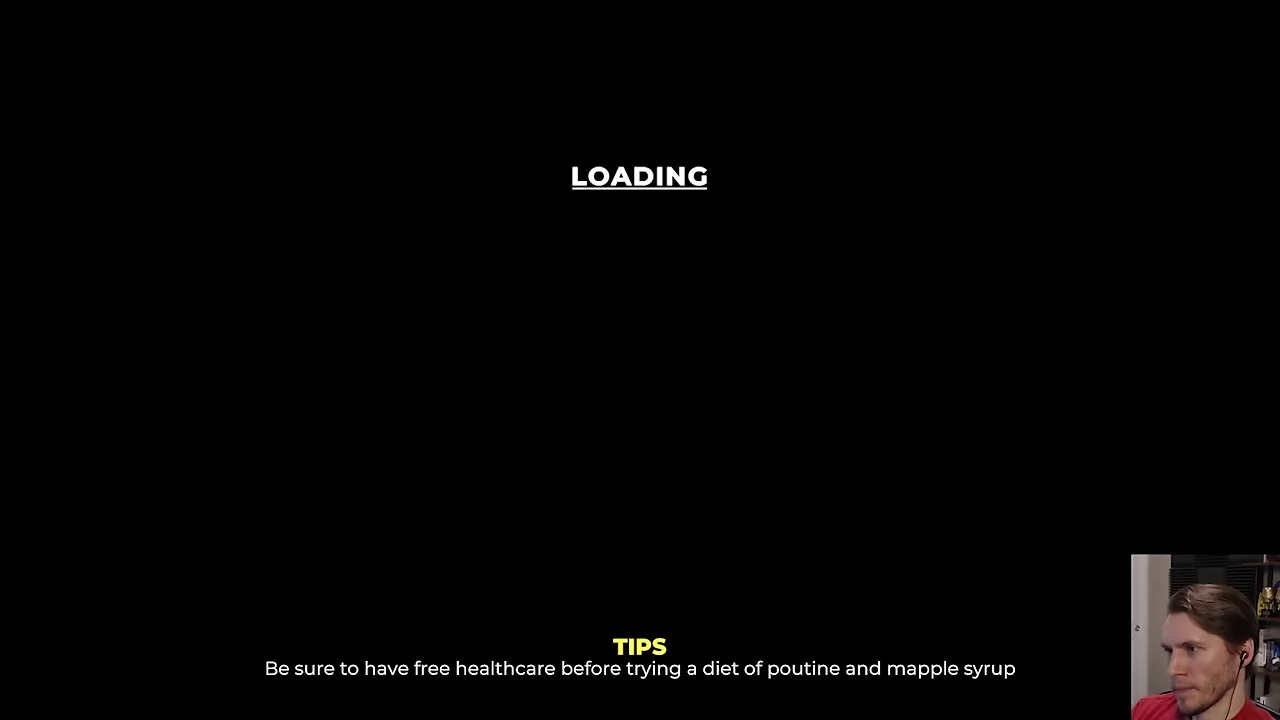 LOADING
TIPS
Be sure to have free healthcare before trying a diet of poutine and mapple syrup